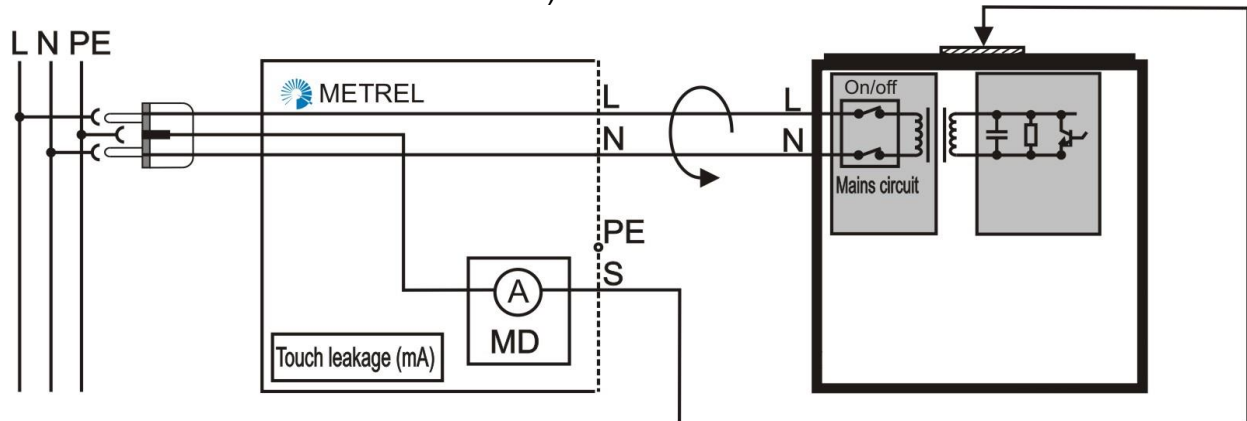 )
L N PE
METREL
L
N
PE
S
A
MD
Touch leakage (mA)
L
N
On/off
Mains circuit